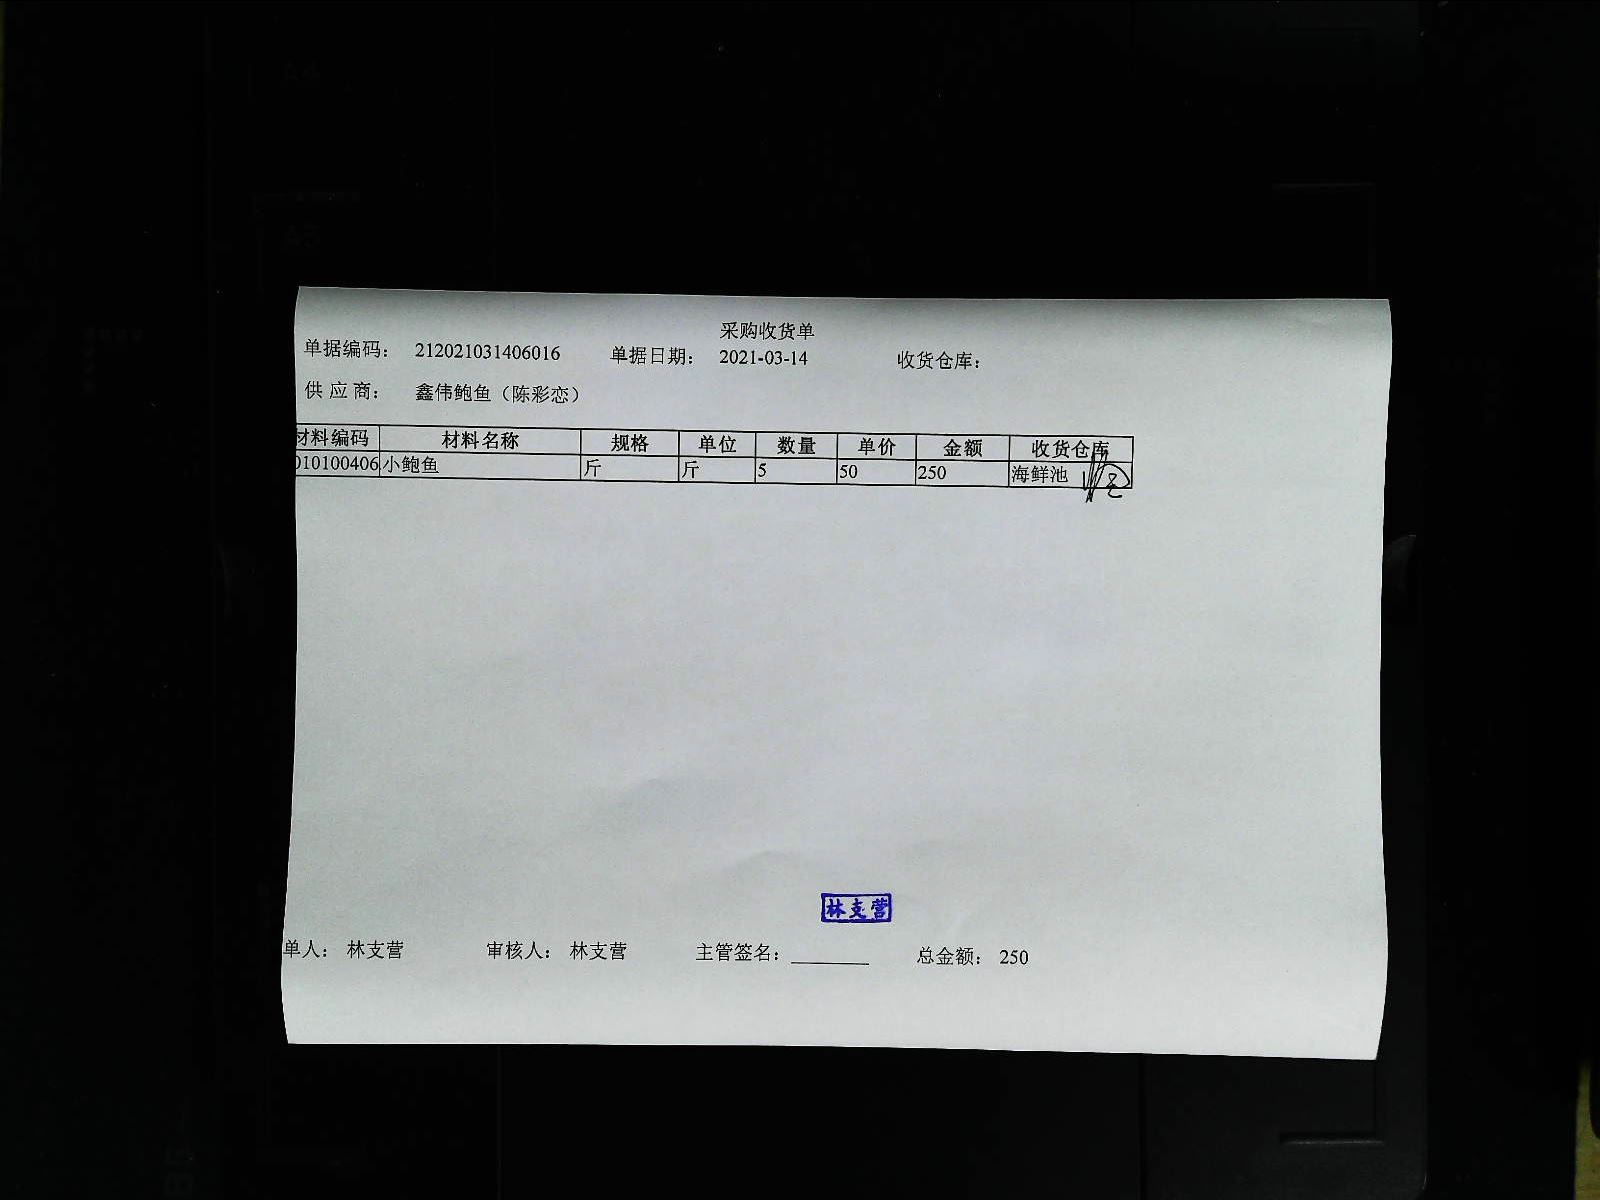 采购收货单
单据编码： 212021031406016 单据日期： 2021-03-14 收货仓库：
供 应 商： 鑫伟鲍鱼（陈彩恋）
材料编码 材料名称 规格 单位 数量 单价 金额 收货仓库
010100406 小鲍鱼 斤 斤 5 50 250 海鲜池
林支营
单人： 林支营 审核人： 林支营 主管签名：________ 总金额： 250